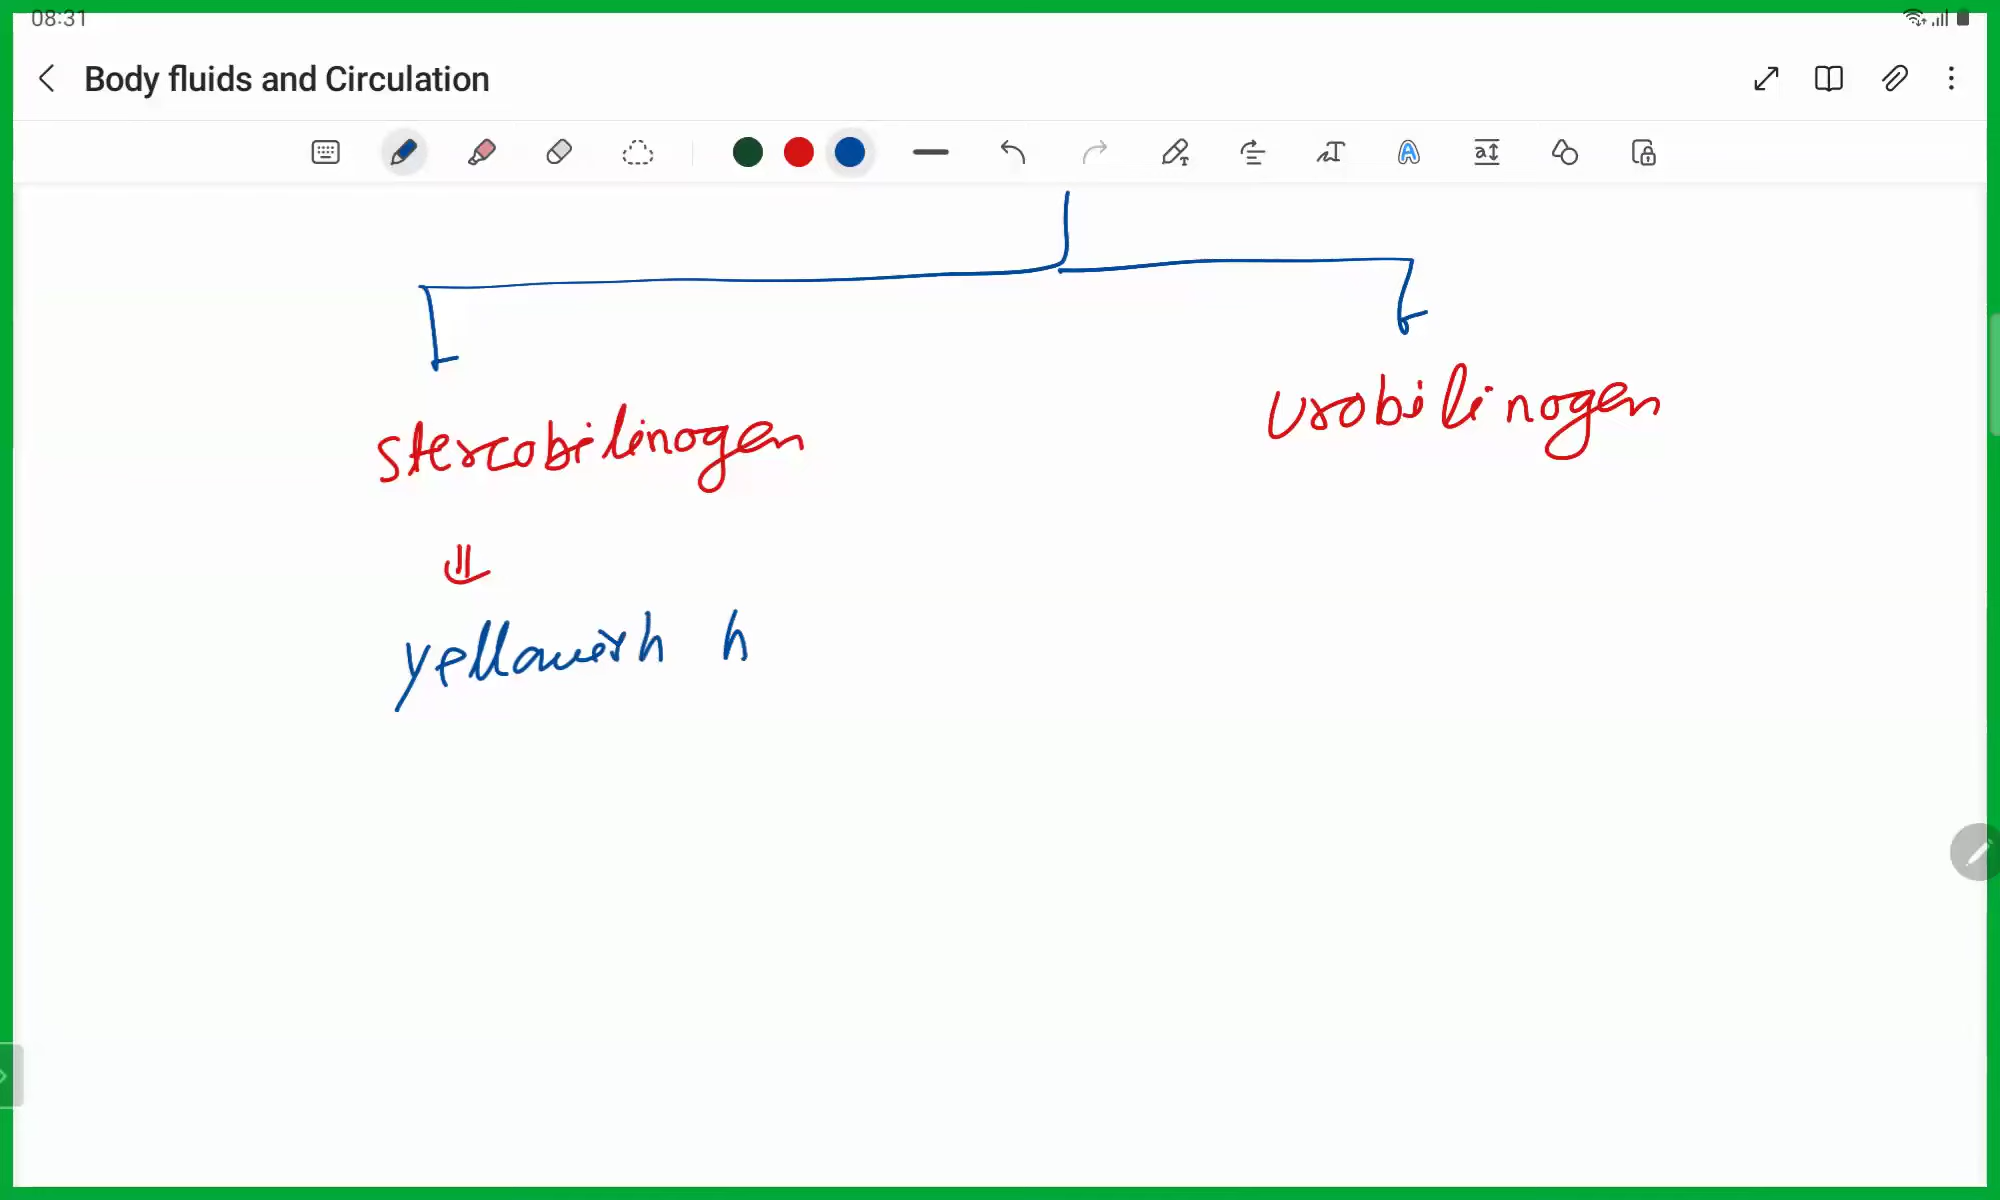 08:31
Body fluids and Circulation
stercobilinogen
urobilinogen
yellowish h